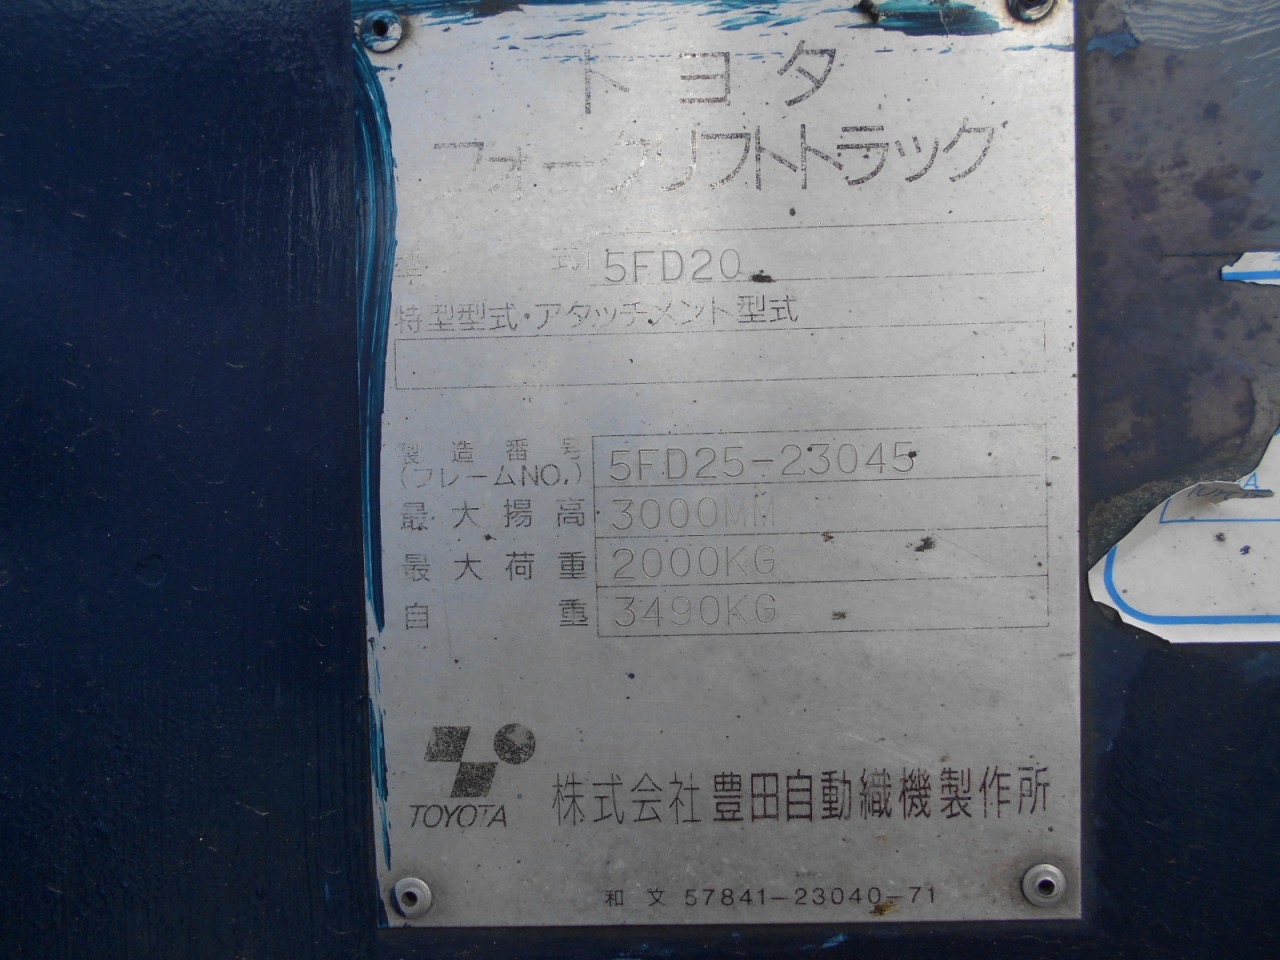 トヨタ
フォークリフトトラック
型式 5FD20
特型型式・アタッチメント型式
製造番号
(フレームNO.) 5FD25-23045
最大揚高 3000MM
最大荷重 2000KG
自重 3490KG
TOYOTA 株式会社 豊田自動織機製作所
和文 57841-23040-71
A